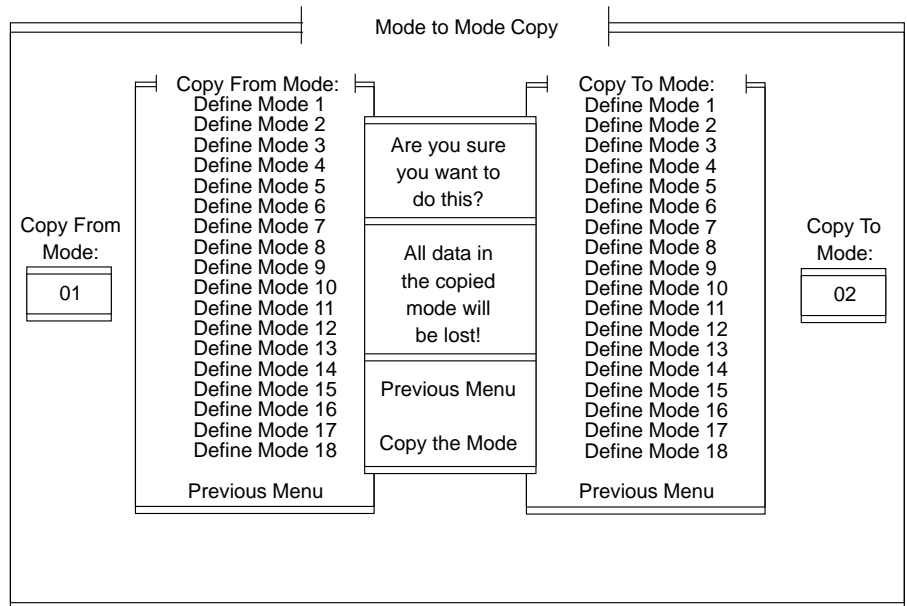 Mode to Mode Copy
Copy From
Mode:
01
Copy From Mode:
Define Mode 1
Define Mode 2
Define Mode 3
Define Mode 4
Define Mode 5
Define Mode 6
Define Mode 7
Define Mode 8
Define Mode 9
Define Mode 10
Define Mode 11
Define Mode 12
Define Mode 13
Define Mode 14
Define Mode 15
Define Mode 16
Define Mode 17
Define Mode 18
Previous Menu
Are you sure
you want to
do this?
All data in
the copied
mode will
be lost!
Previous Menu
Copy the Mode
Copy To Mode:
Define Mode 1
Define Mode 2
Define Mode 3
Define Mode 4
Define Mode 5
Define Mode 6
Define Mode 7
Define Mode 8
Define Mode 9
Define Mode 10
Define Mode 11
Define Mode 12
Define Mode 13
Define Mode 14
Define Mode 15
Define Mode 16
Define Mode 17
Define Mode 18
Previous Menu
Copy To
Mode:
02